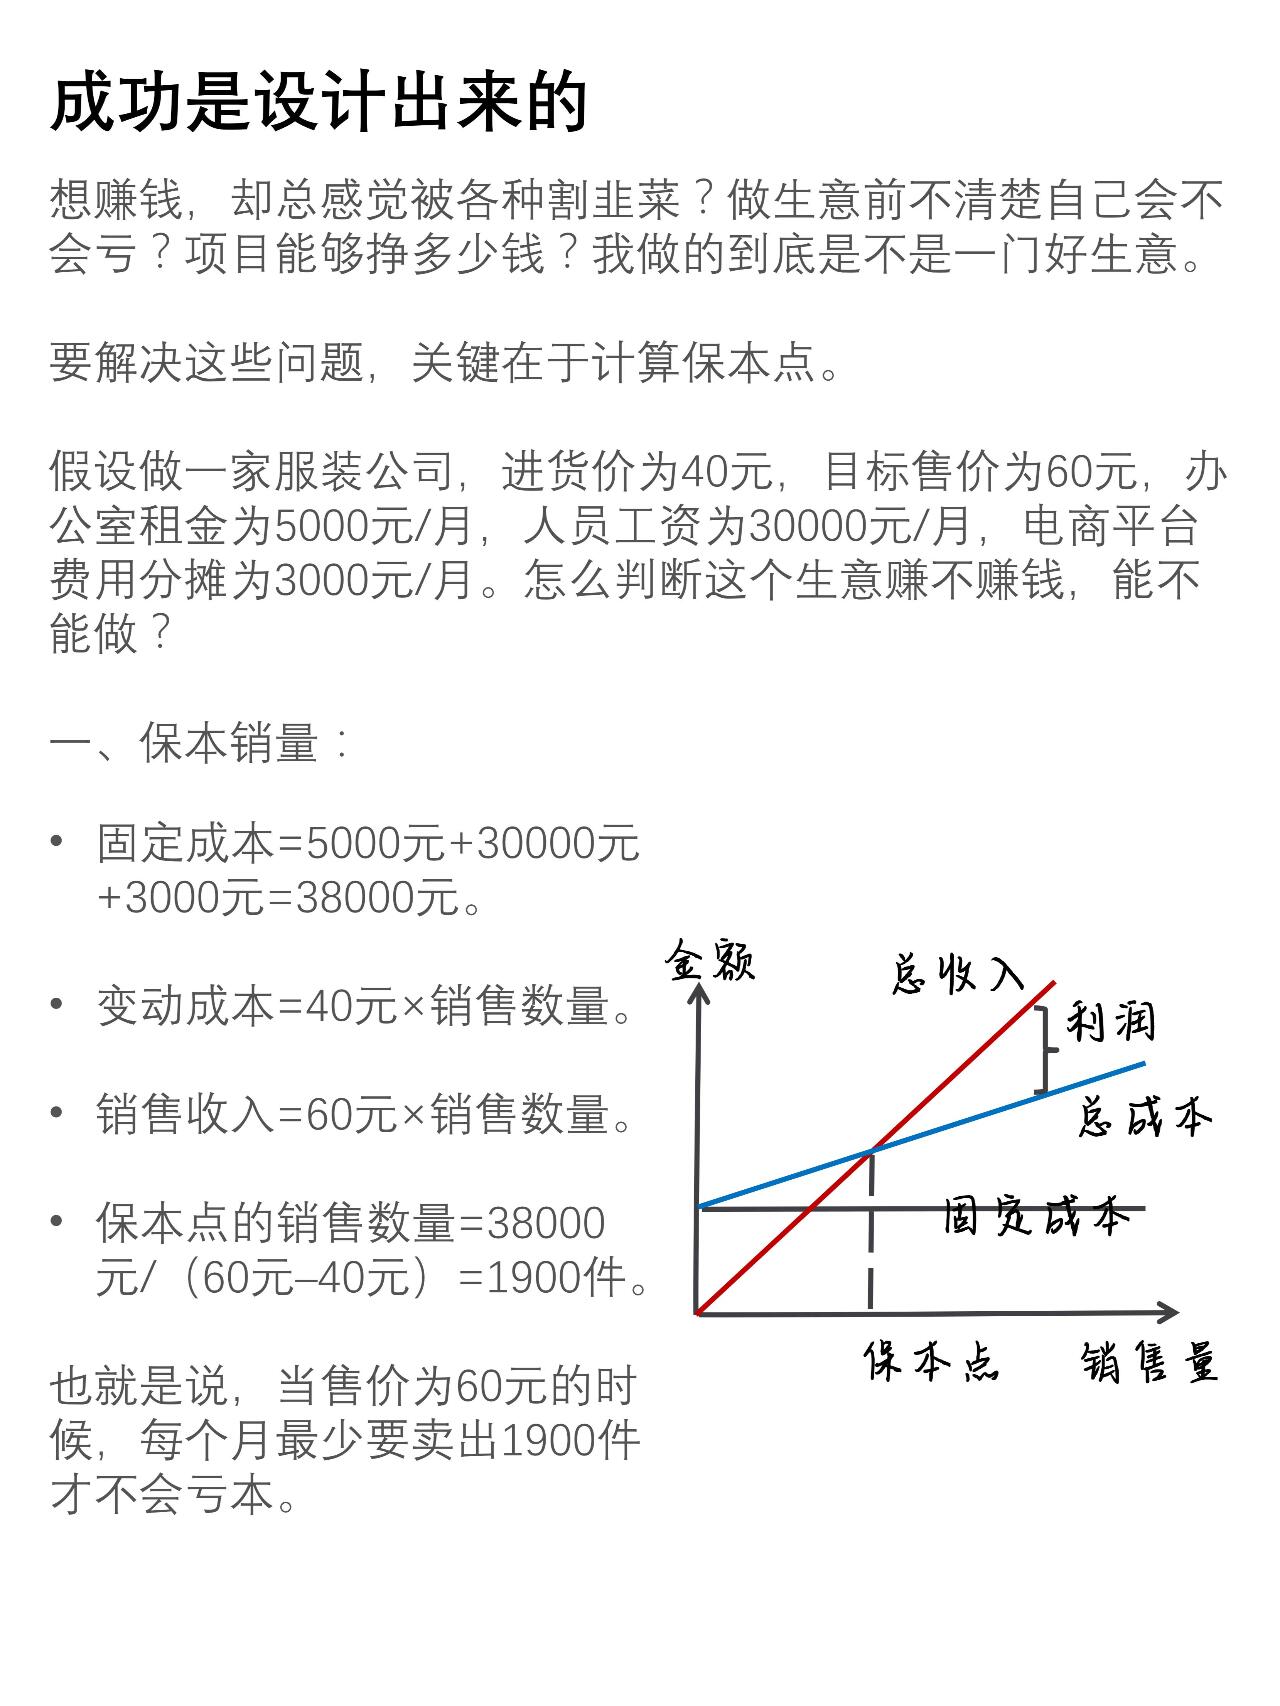 成功是设计出来的
想赚钱，却总感觉被各种割韭菜？做生意前不清楚自己会不
会亏？项目能够挣多少钱？我做的到底是不是一门好生意。
要解决这些问题，关键在于计算保本点。
假设做一家服装公司，进货价为40元，目标售价为60元，办
公室租金为5000元/月，人员工资为30000元/月，电商平台
费用分摊为3000元/月。怎么判断这个生意赚不赚钱，能不
能做？
一、保本销量：
• 固定成本=5000元+30000元
+3000元=38000元。
• 变动成本=40元×销售数量。
• 销售收入=60元×销售数量。
• 保本点的销售数量=38000
元/（60元–40元）=1900件。
也就是说，当售价为60元的时
候，每个月最少要卖出1900件
才不会亏本。
金额
总收入
利润
总成本
固定成本
保本点
销售量